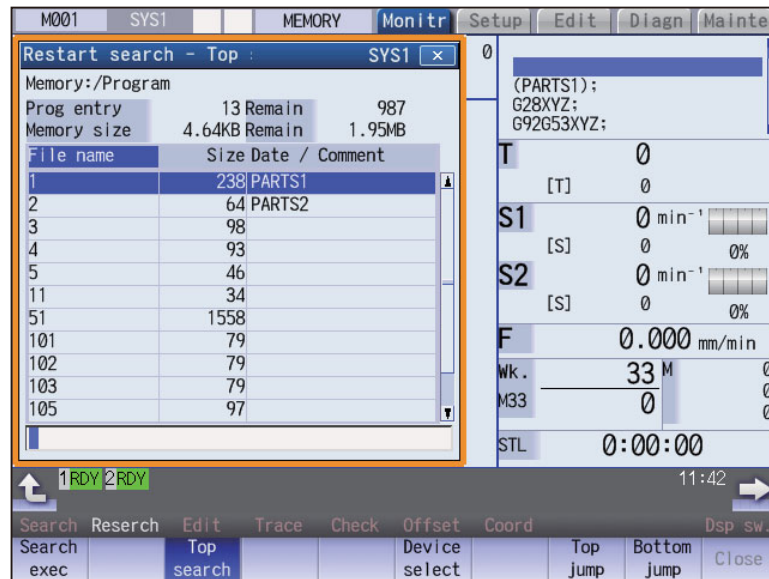 M001 SYS1 MEMORY Monitr Setup Edit Diagn Mainte
Restart search - Top : SYS1 ×
Memory:/Program
Prog entry 13 Remain 987
Memory size 4.64KB Remain 1.95MB
File name Size Date / Comment
1 238 PARTS1
2 64 PARTS2
3 98
4 93
5 46
11 34
51 1558
101 79
102 79
103 79
105 97
0
(PARTS1);
G28XYZ;
G92G53XYZ;
T 0
[T] 0
S1 0 min⁻¹
[S] 0 0%
S2 0 min⁻¹
[S] 0 0%
F 0.000 mm/min
Wk. 33 M 0
M33 0 0
0
STL 0:00:00
1RDY 2RDY 11:42
Search Reserch Edit Trace Check Offset Coord Dsp sw.
Search exec Top search Device select Top jump Bottom jump Close